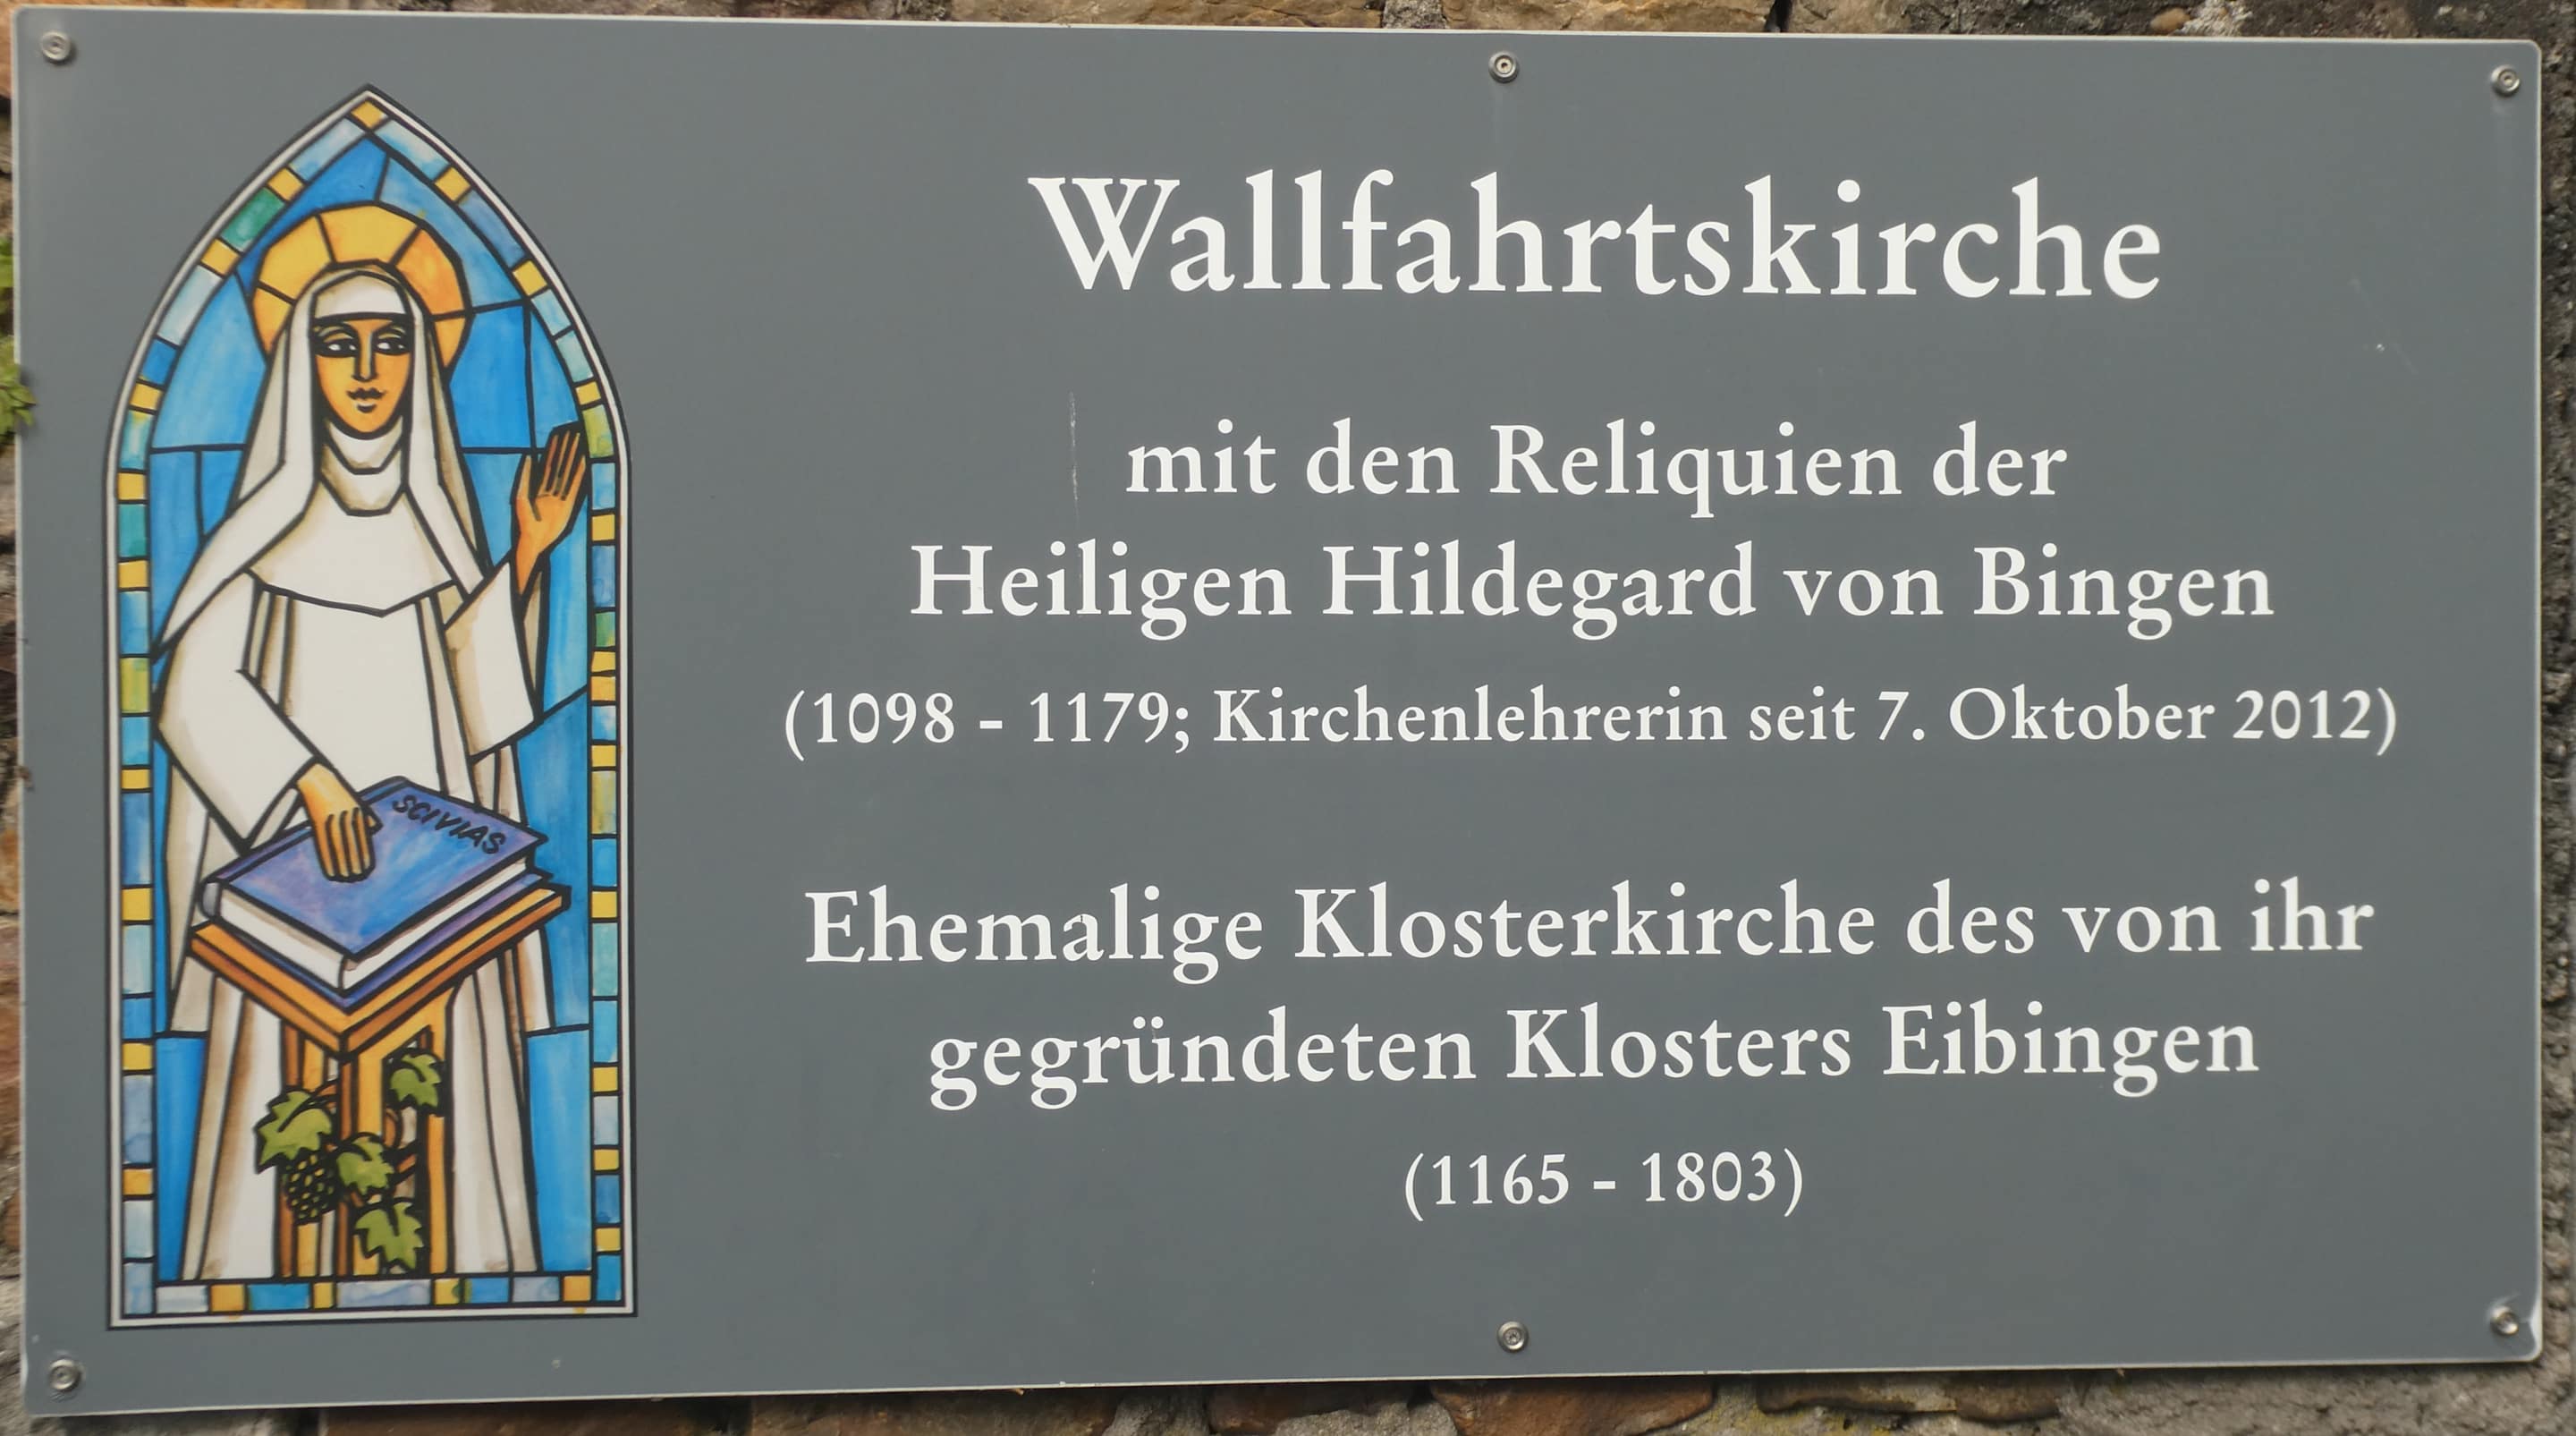 Wallfahrtskirche
mit den Reliquien der
Heiligen Hildegard von Bingen
(1098 - 1179; Kirchenlehrerin seit 7. Oktober 2012)
Ehemalige Klosterkirche des von ihr
gegründeten Klosters Eibingen
(1165 - 1803)
SCIVIAS